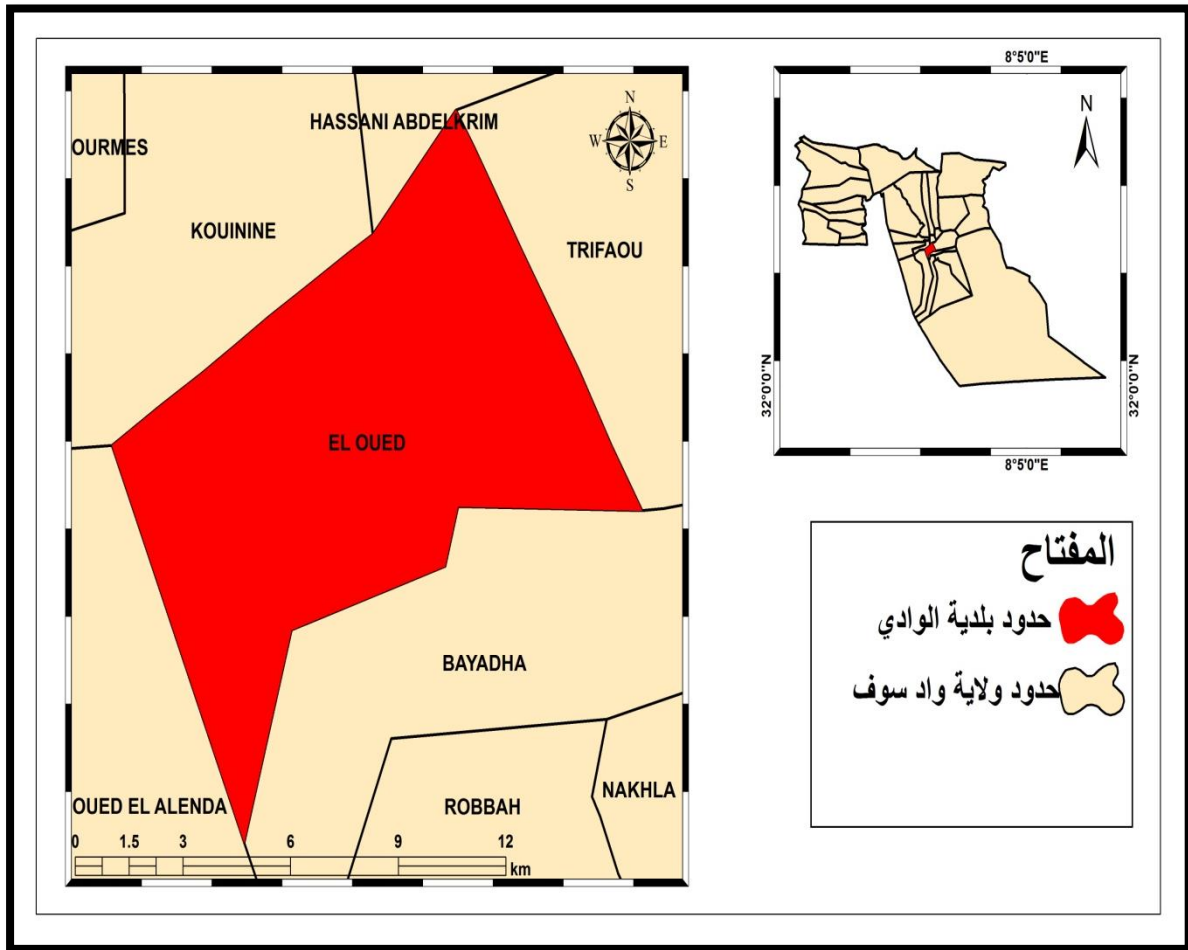 HASSANI ABDELKRIM
OURMES
KOUININE
TRIFAOU
N
W E
S
EL OUED
BAYADHA
OUED EL ALENDA
ROBBAH
NAKHLA
0 1.5 3 6 9 12
km
8°5'0"E
N
32°0'0"N
32°0'0"N
8°5'0"E
المفتاح
حدود بلدية الوادي
حدود ولاية واد سوف